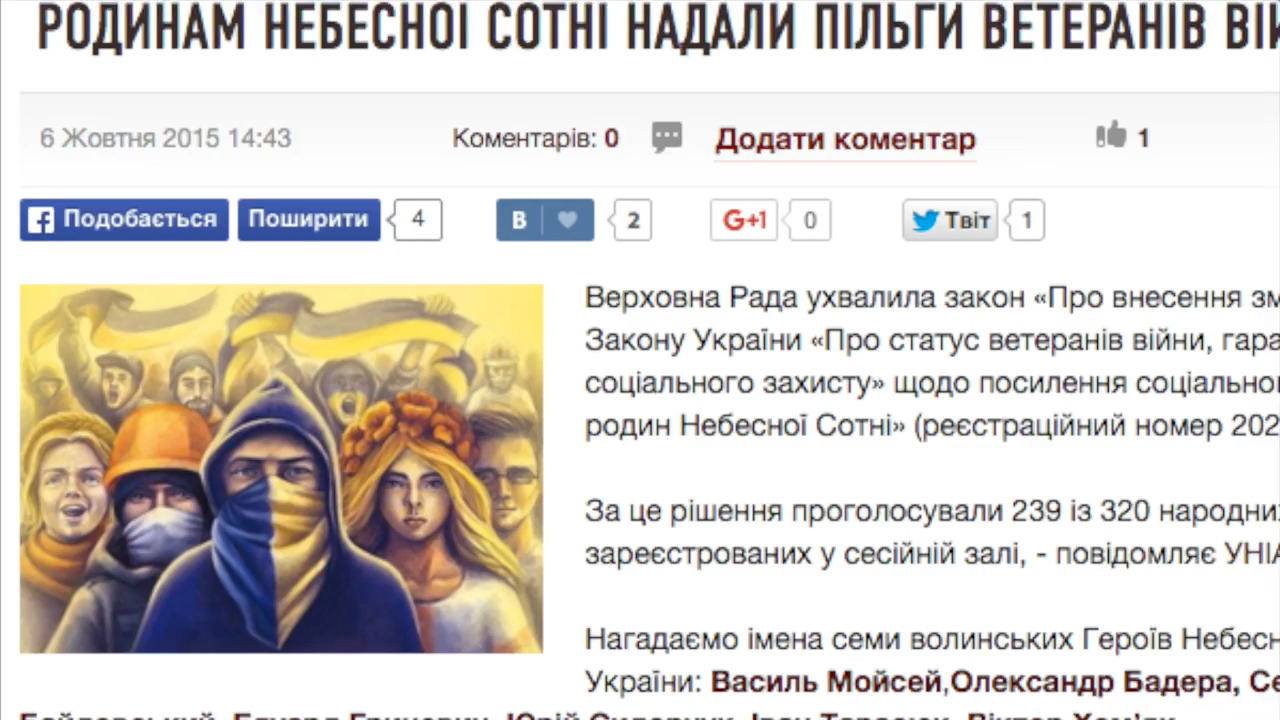 РОДИНАМ НЕБЕСНОЇ СОТНІ НАДАЛИ ПІЛЬГИ ВЕТЕРАНІВ
6 Жовтня 2015 14:43 Коментарів: 0 Додати коментар 1
Подобається Поширити 4 B 2 G+1 0 Твіт 1
Верховна Рада ухвалила закон «Про внесення
Закону України «Про статус ветеранів війни,
соціального захисту» щодо посилення
родин Небесної Сотні» (реєстраційний номер 202
За це рішення проголосували 239 із 320
зареєстрованих у сесійній залі, - повідомляє
Нагадаємо імена семи волинських Героїв
України: Василь Мойсей,Олександр Бадера,